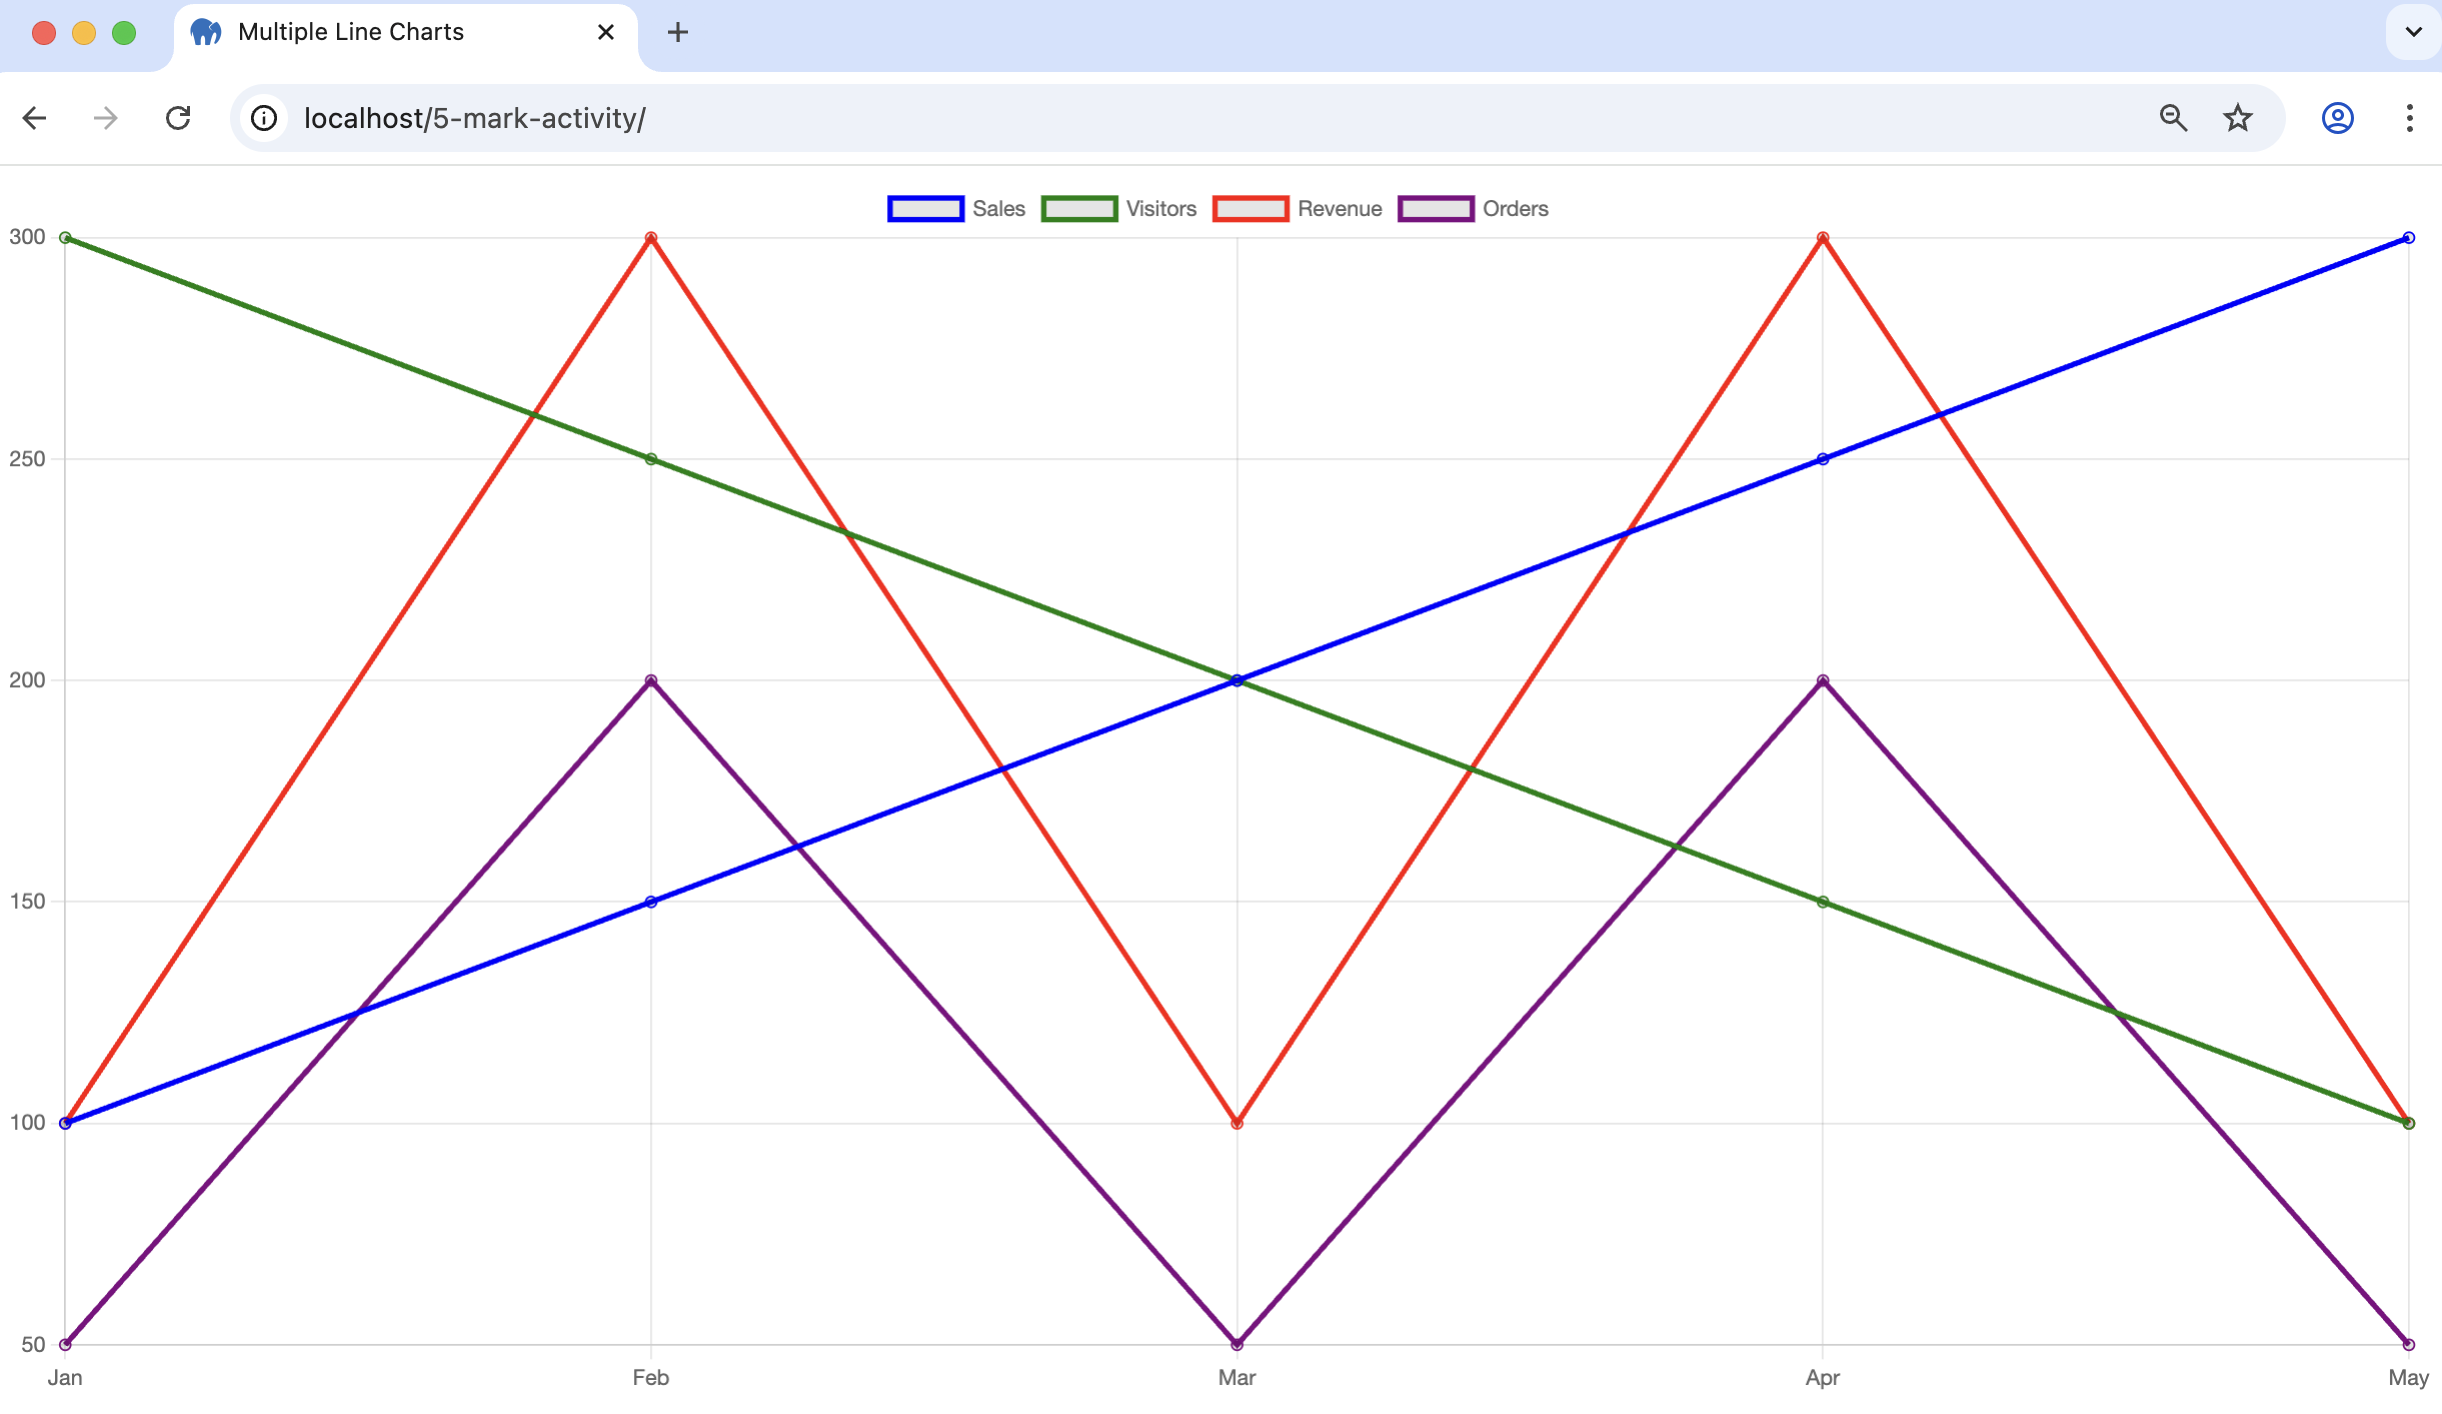 Multiple Line Charts
localhost/5-mark-activity/
Sales Visitors Revenue Orders
300
250
200
150
100
50
Jan Feb Mar Apr May